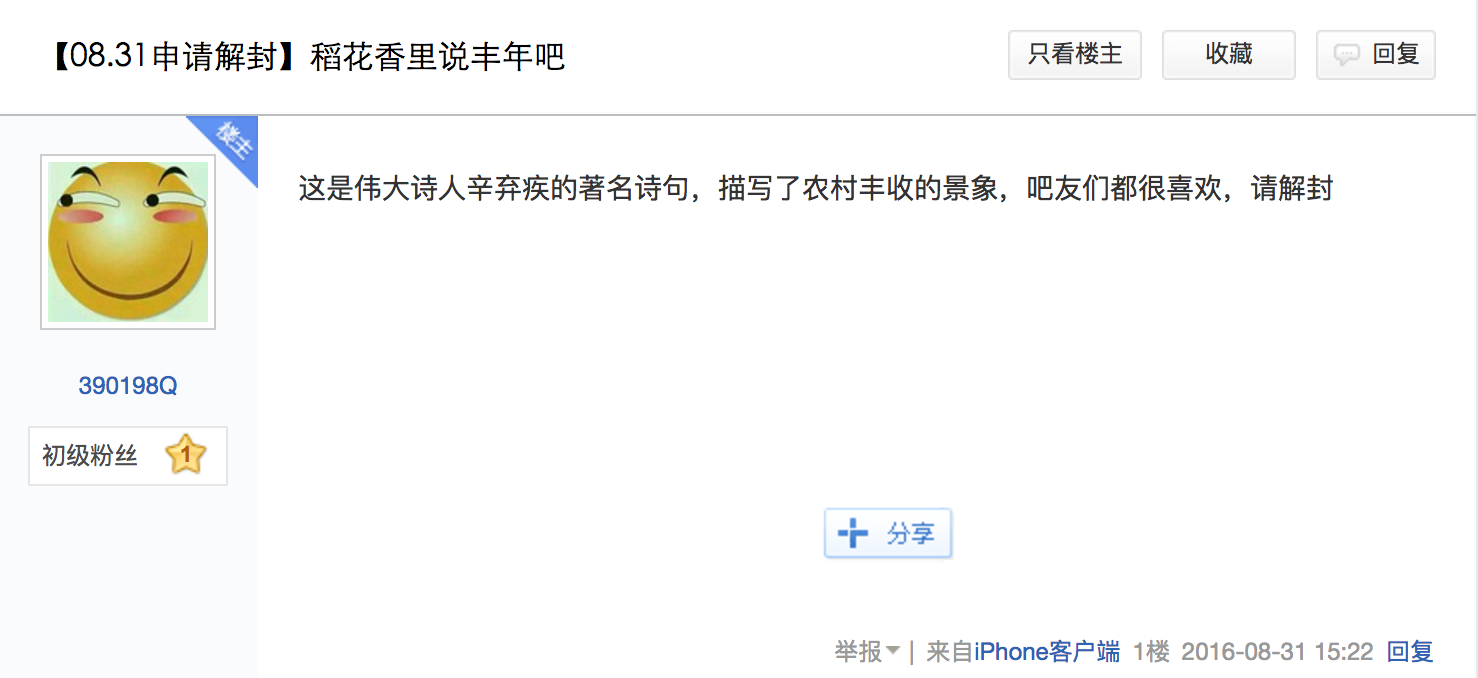 【08.31申请解封】稻花香里说丰年吧
只看楼主
收藏
回复
楼主
这是伟大诗人辛弃疾的著名诗句，描写了农村丰收的景象，吧友们都很喜欢，请解封
390198Q
初级粉丝 1
分享
举报 | 来自iPhone客户端 1楼 2016-08-31 15:22 回复